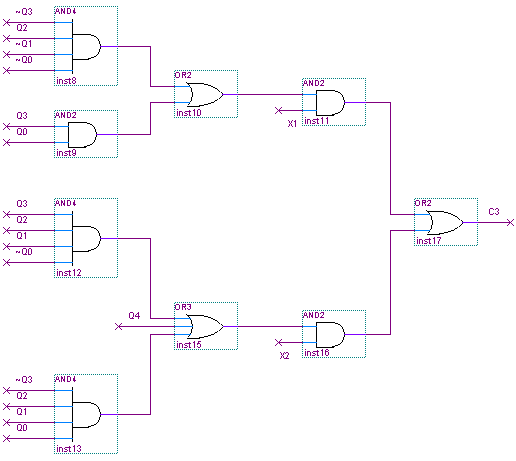 AND4
~Q3
Q2
~Q1
~Q0
inst8
AND2
Q3
Q0
inst9
OR2
inst10
AND2
X1
inst11
AND4
Q3
Q2
Q1
~Q0
inst12
Q4
OR3
inst15
AND2
X2
inst16
OR2
C3
inst17
AND4
~Q3
Q2
Q1
Q0
inst13